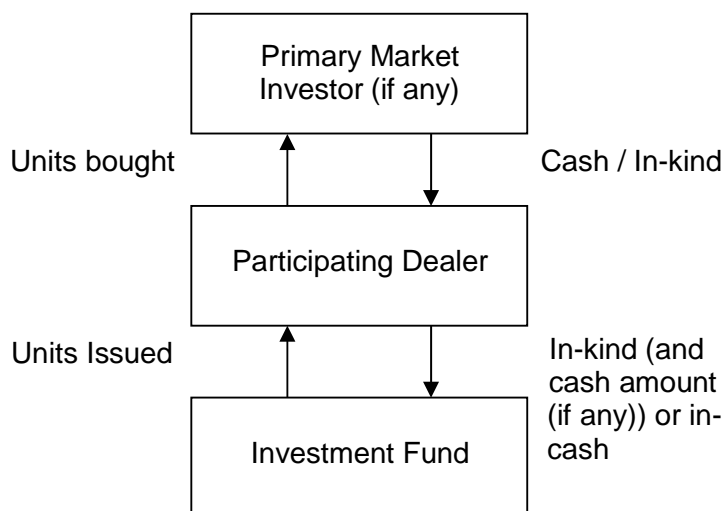 Primary Market
Investor (if any)
Units bought
Cash / In-kind
Participating Dealer
Units Issued
In-kind (and
cash amount
(if any)) or in-
cash
Investment Fund